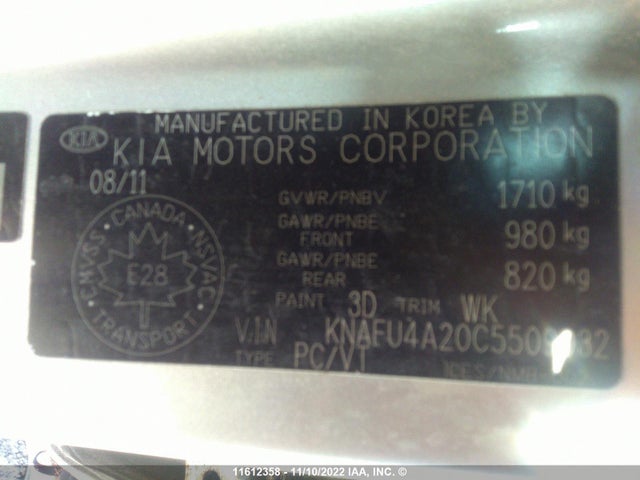 KIA
MANUFACTURED IN KOREA BY
KIA MOTORS CORPORATION
08/11
GVWR/PNBV 1710 kg
GAWR/PNBE FRONT 980 kg
GAWR/PNBE REAR 820 kg
CANADA
CMVSS NSVAC
E28
TRANSPORT
PAINT 3D TRIM WK
V.I.N
TYPE PC/VT
11612358 - 11/10/2022 IAA, INC. ©